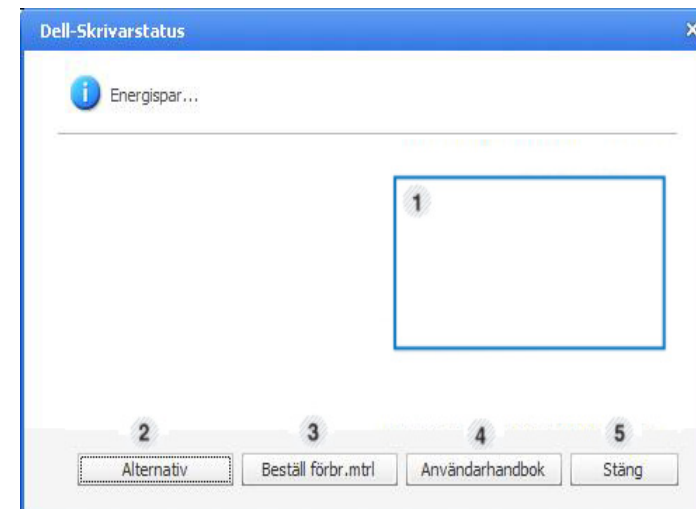 Dell-Skrivarstatus
Energispar...
1
2 3 4 5
Alternativ Beställ förbr.mtrl Användarhandbok Stäng